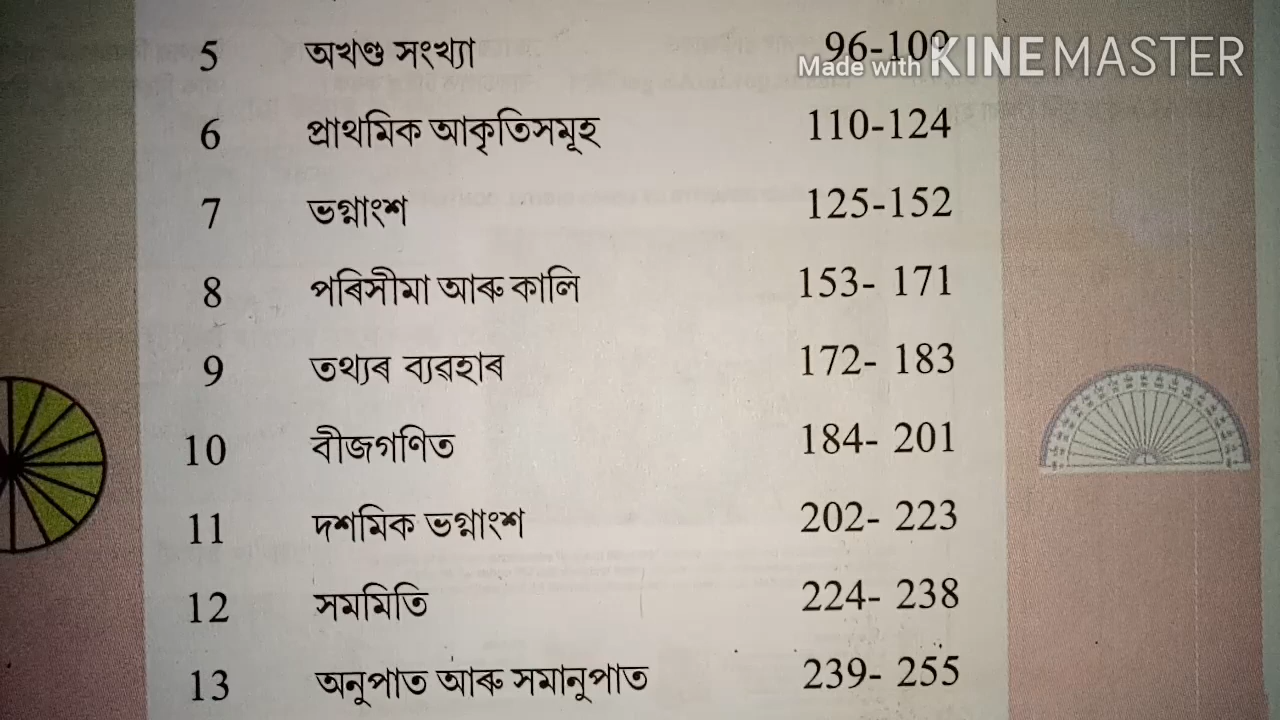 5 অখণ্ড সংখ্যা 96-109
Made with KINEMASTER
6 প্ৰাথমিক আকৃতিসমূহ 110-124
7 ভগ্নাংশ 125-152
8 পৰিসীমা আৰু কালি 153- 171
9 তথ্যৰ ব্যৱহাৰ 172- 183
10 বীজগণিত 184- 201
11 দশমিক ভগ্নাংশ 202- 223
12 সমমিতি 224- 238
13 অনুপাত আৰু সমানুপাত 239- 255